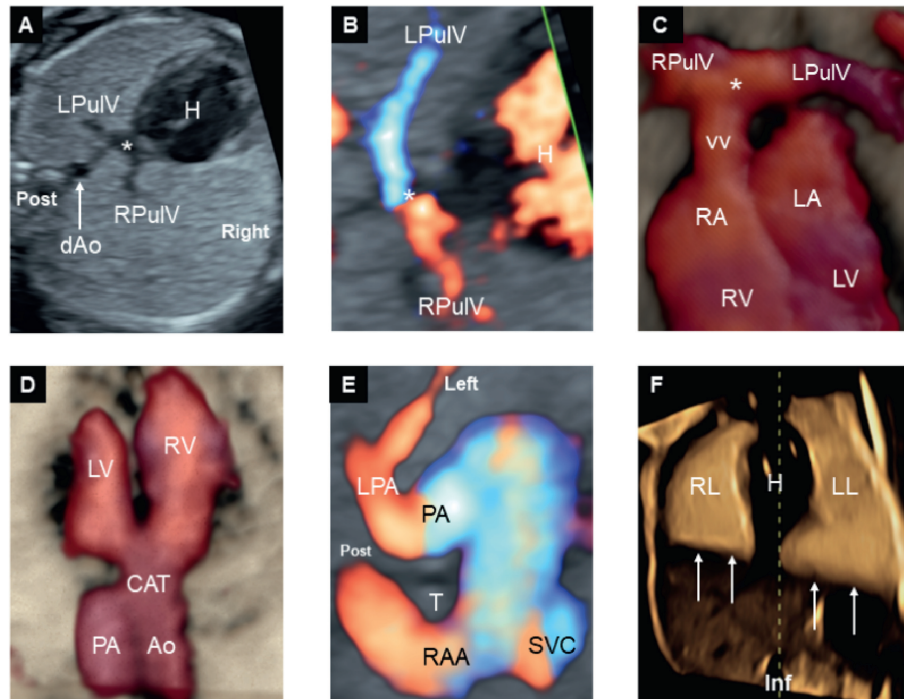 A
LPulV
H
*
Post
RPulV
Right
dAo
B
LPulV
H
*
RPulV
C
RPulV
*
LPulV
VV
LA
RA
LV
RV
D
LV
RV
CAT
PA
Ao
E
Left
LPA
PA
Post
T
RAA
SVC
F
RL
H
LL
Inf